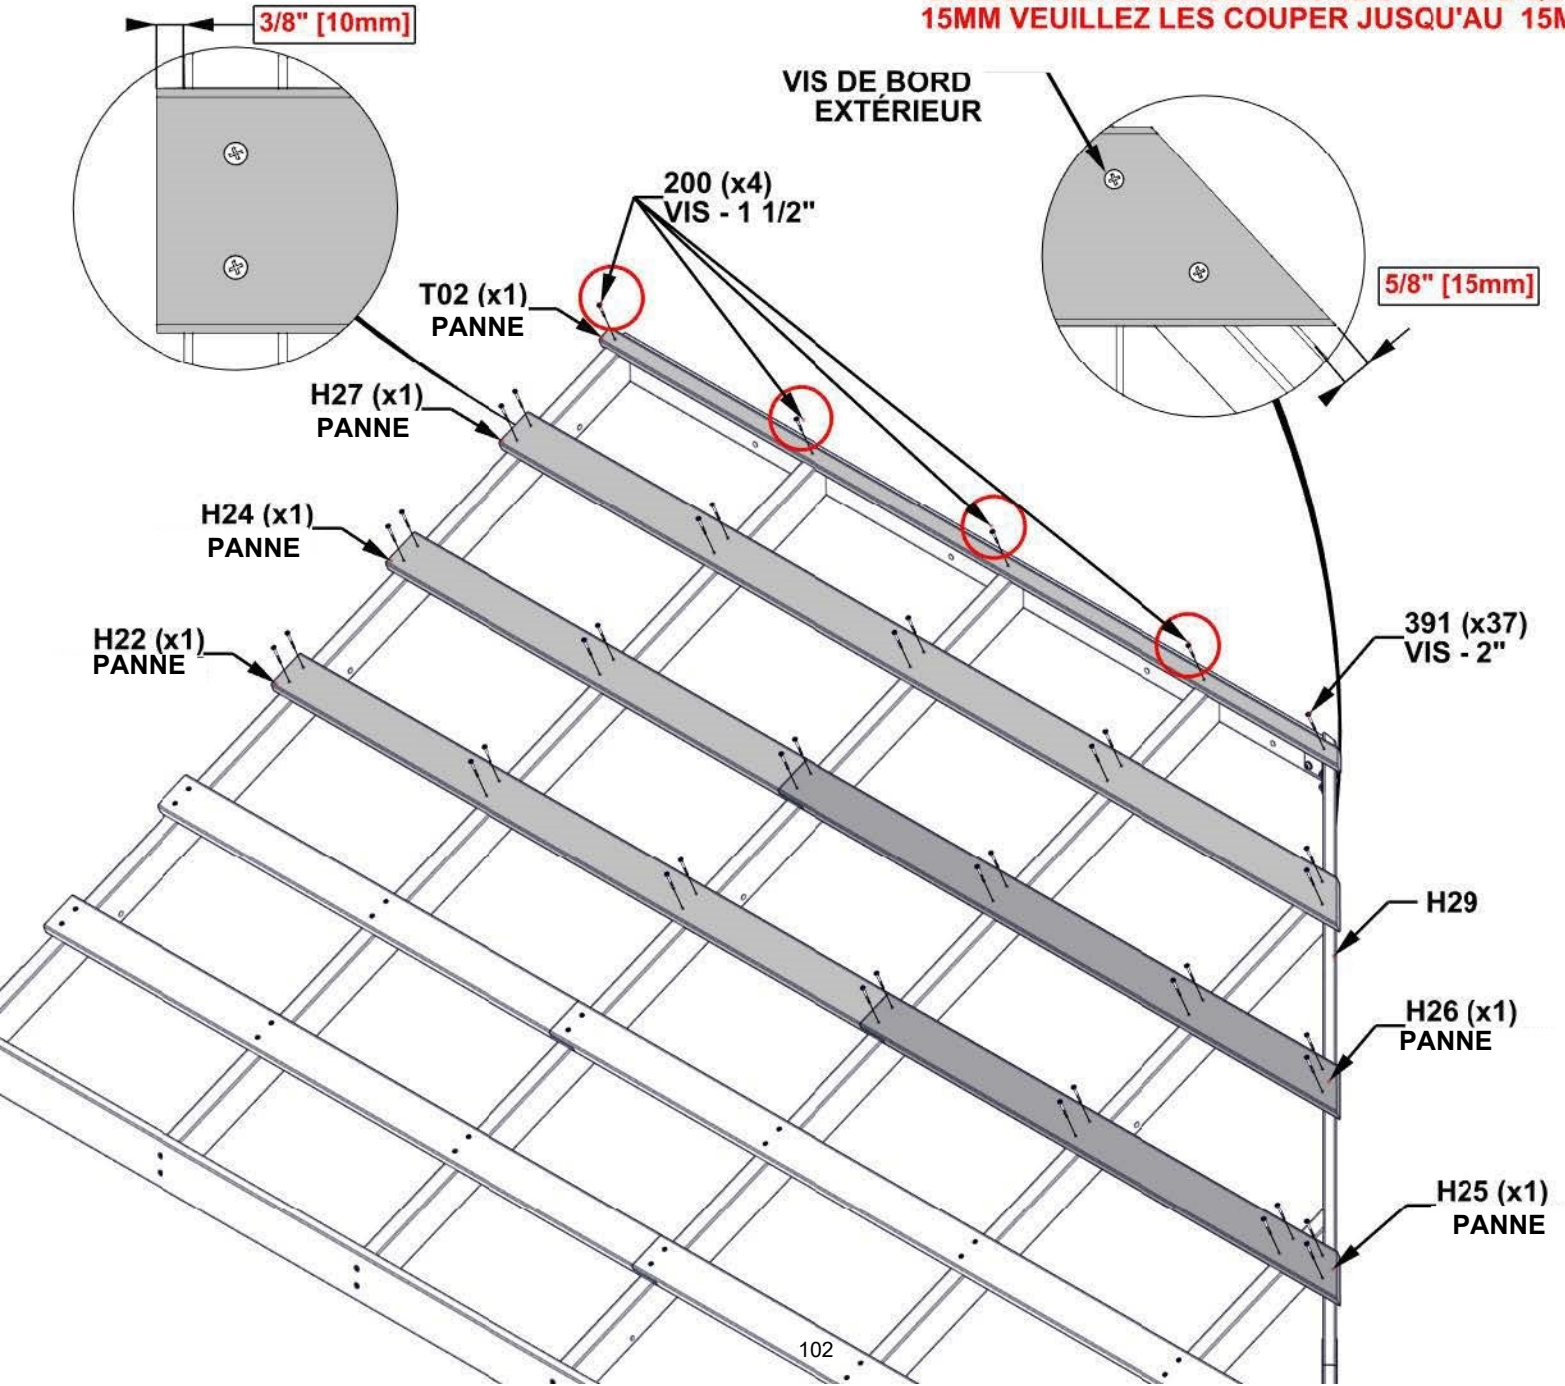 3/8" [10mm]
15MM VEUILLEZ LES COUPER JUSQU'AU
VIS DE BORD
EXTÉRIEUR
200 (x4)
VIS - 1 1/2"
5/8" [15mm]
T02 (x1)
PANNE
H27 (x1)
PANNE
H24 (x1)
PANNE
H22 (x1)
PANNE
391 (x37)
VIS - 2"
H29
H26 (x1)
PANNE
H25 (x1)
PANNE
102